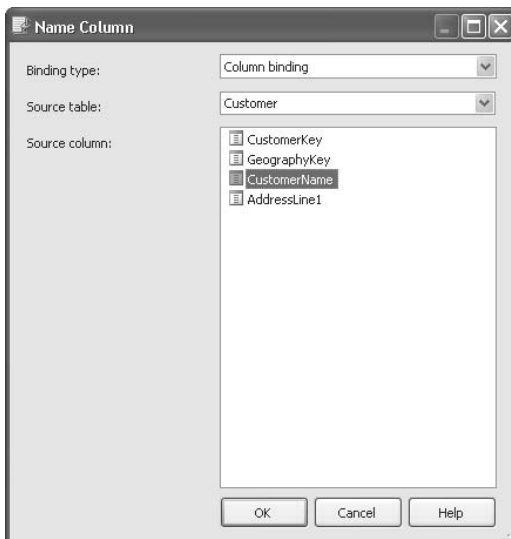 Name Column
Binding type: Column binding
Source table: Customer
Source column:
CustomerKey
GeographyKey
CustomerName
AddressLine1
OK Cancel Help